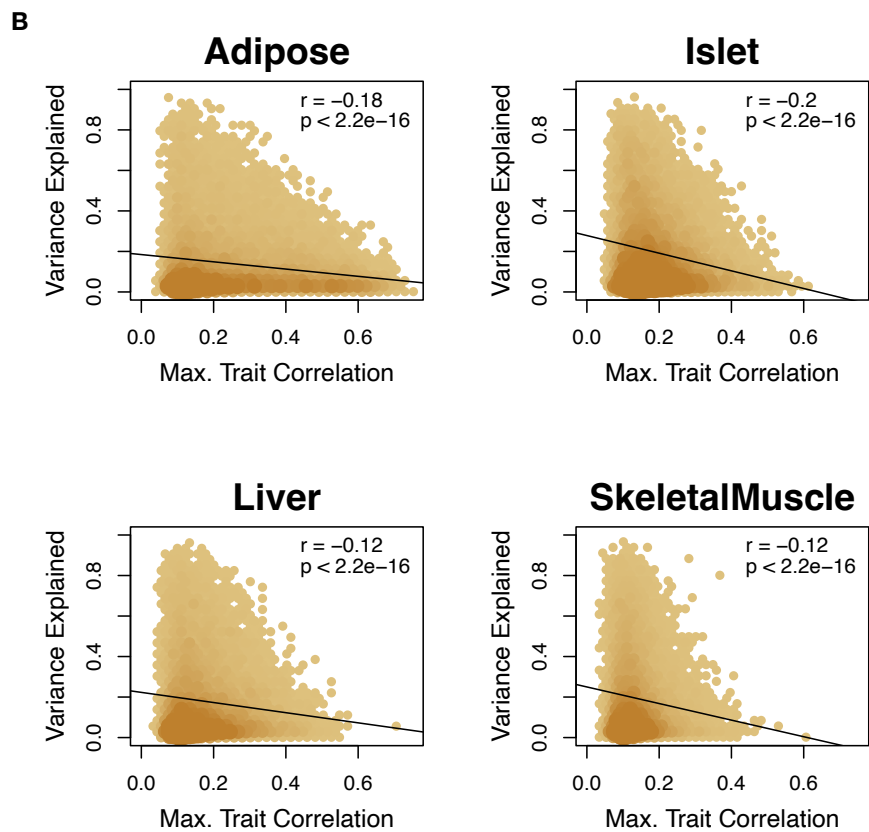 B
Adipose
r = −0.18
p < 2.2e−16
Variance Explained
0.8
0.4
0.0
0.0 0.2 0.4 0.6
Max. Trait Correlation
Islet
r = −0.2
p < 2.2e−16
Variance Explained
0.8
0.4
0.0
0.0 0.2 0.4 0.6
Max. Trait Correlation
Liver
r = −0.12
p < 2.2e−16
Variance Explained
0.8
0.4
0.0
0.0 0.2 0.4 0.6
Max. Trait Correlation
SkeletalMuscle
r = −0.12
p < 2.2e−16
Variance Explained
0.8
0.4
0.0
0.0 0.2 0.4 0.6
Max. Trait Correlation